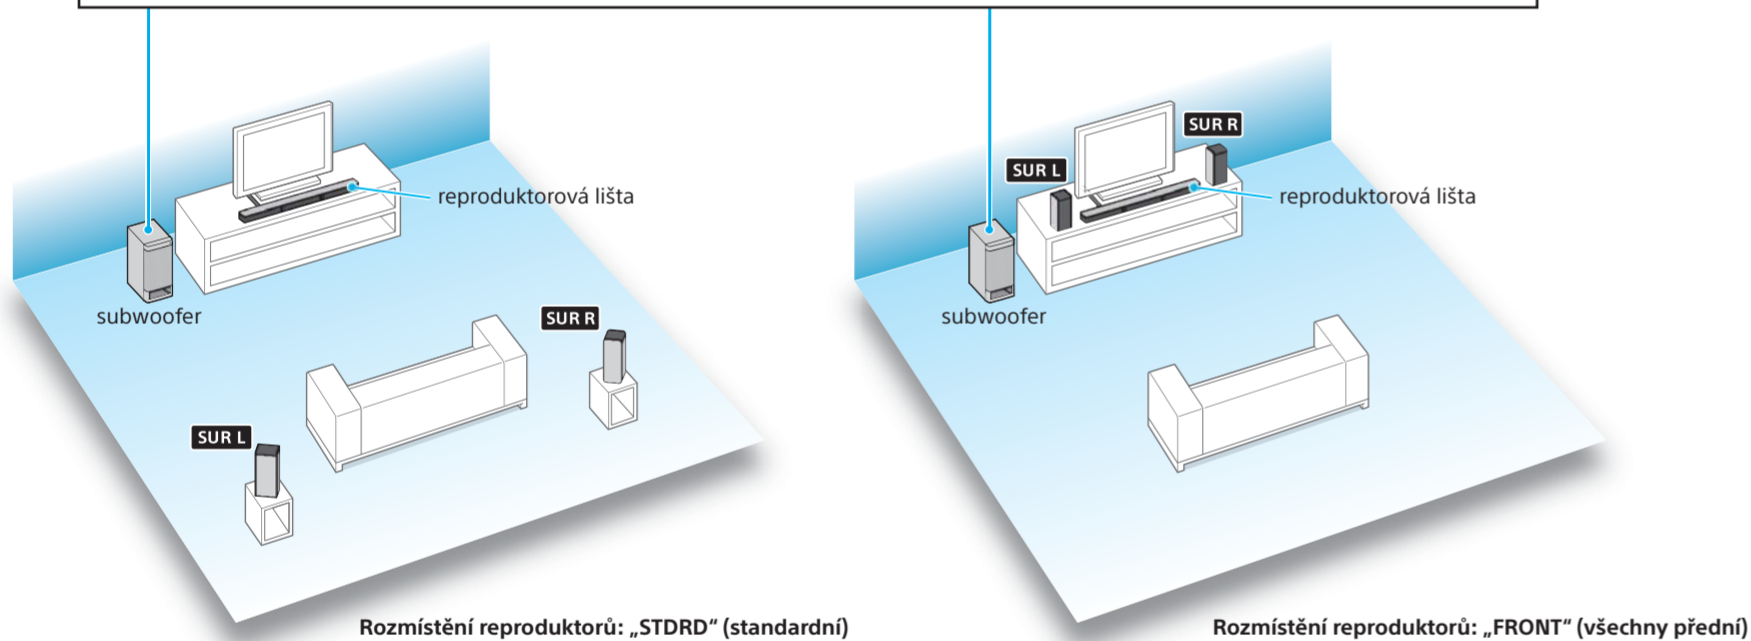 SUR R
SUR L
reproduktorová lišta
reproduktorová lišta
subwoofer
subwoofer
SUR R
SUR L
Rozmístění reproduktorů: „STDRD“ (standardní)
Rozmístění reproduktorů: „FRONT“ (všechny přední)